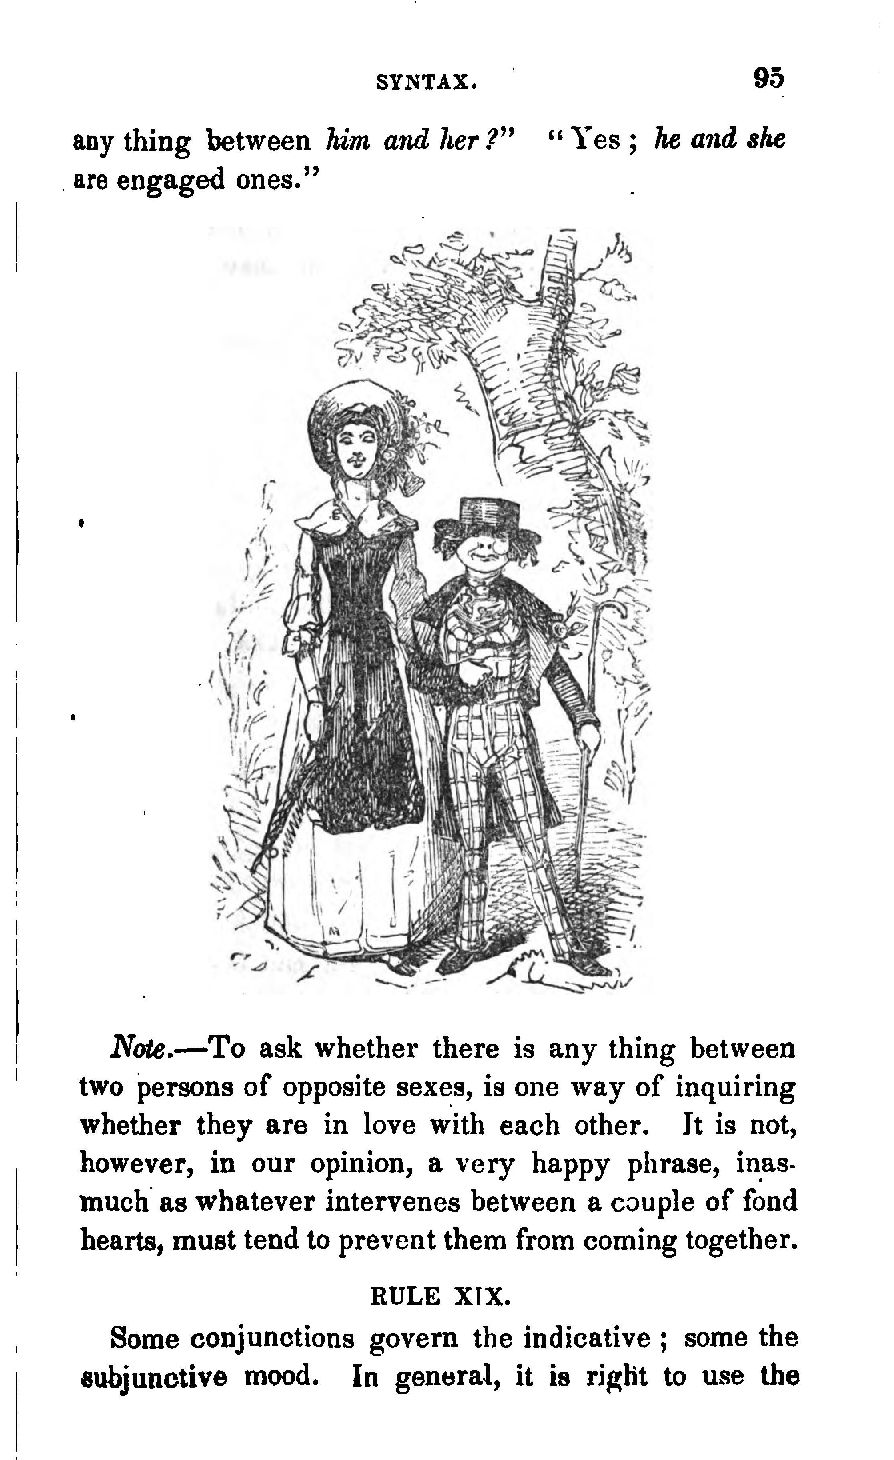 SYNTAX. 95
any thing between him and her?" "Yes; he and she
are engaged ones."
Note.—To ask whether there is any thing between
two persons of opposite sexes, is one way of inquiring
whether they are in love with each other. It is not,
however, in our opinion, a very happy phrase, inas-
much as whatever intervenes between a couple of fond
hearts, must tend to prevent them from coming together.
RULE XIX.
Some conjunctions govern the indicative; some the
subjunctive mood. In general, it is right to use the